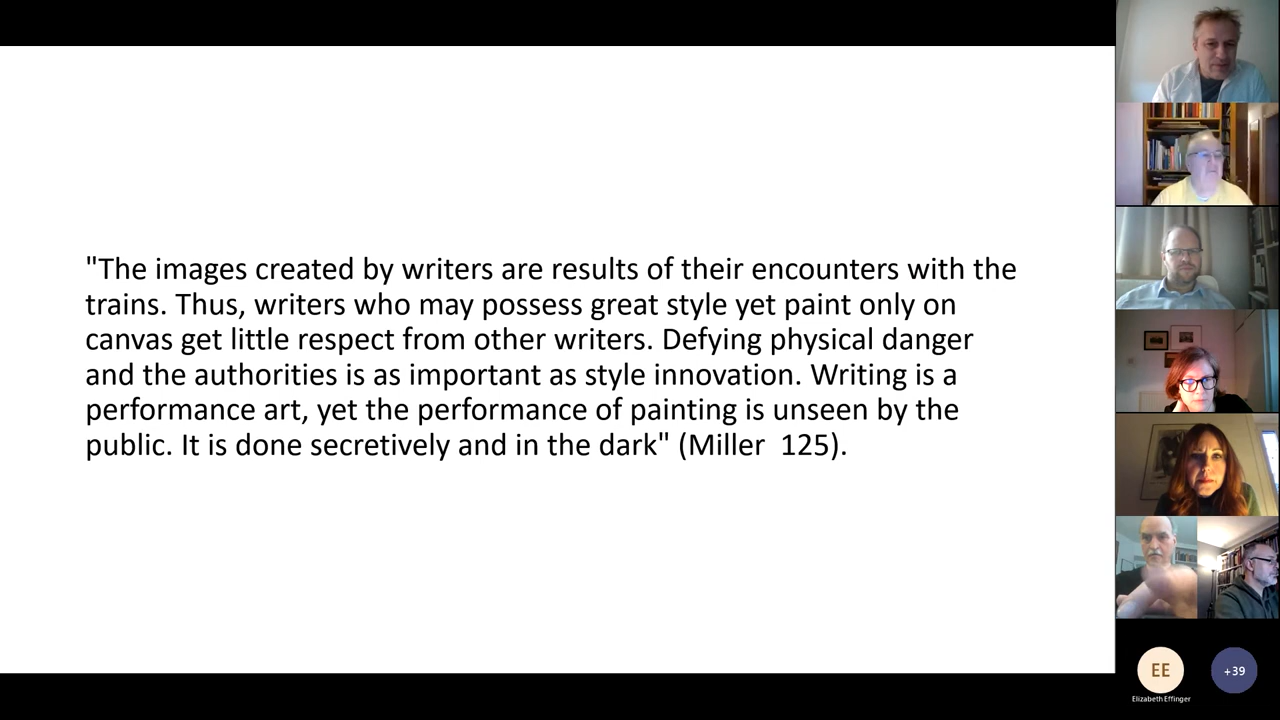 "The images created by writers are results of their encounters with the
trains. Thus, writers who may possess great style yet paint only on
canvas get little respect from other writers. Defying physical danger
and the authorities is as important as style innovation. Writing is a
performance art, yet the performance of painting is unseen by the
public. It is done secretively and in the dark" (Miller  125).
EE
+39
Elizabeth Effinger